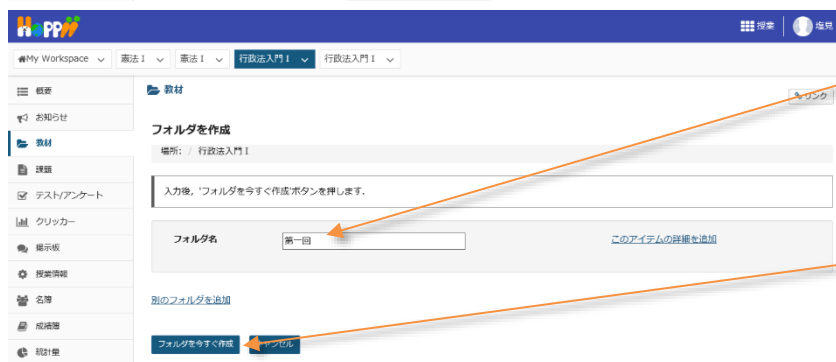 HoPPii
授業
塩見
My Workspace
憲法Ⅰ
憲法Ⅰ
行政法入門Ⅰ
行政法入門Ⅰ
概要
お知らせ
教材
課題
テスト/アンケート
クリッカー
掲示板
授業情報
名簿
成績簿
統計量
教材
リンク
フォルダを作成
場所: / 行政法入門Ⅰ
入力後, 'フォルダを今すぐ作成'ボタンを押します.
フォルダ名
第一回
このアイテムの詳細を追加
別のフォルダを追加
フォルダを今すぐ作成
キャンセル